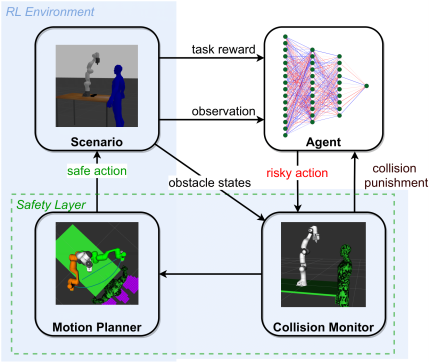 RL Environment
task reward
observation
Scenario
Agent
safe action
obstacle states
risky action
collision
punishment
Safety Layer
Motion Planner
Collision Monitor